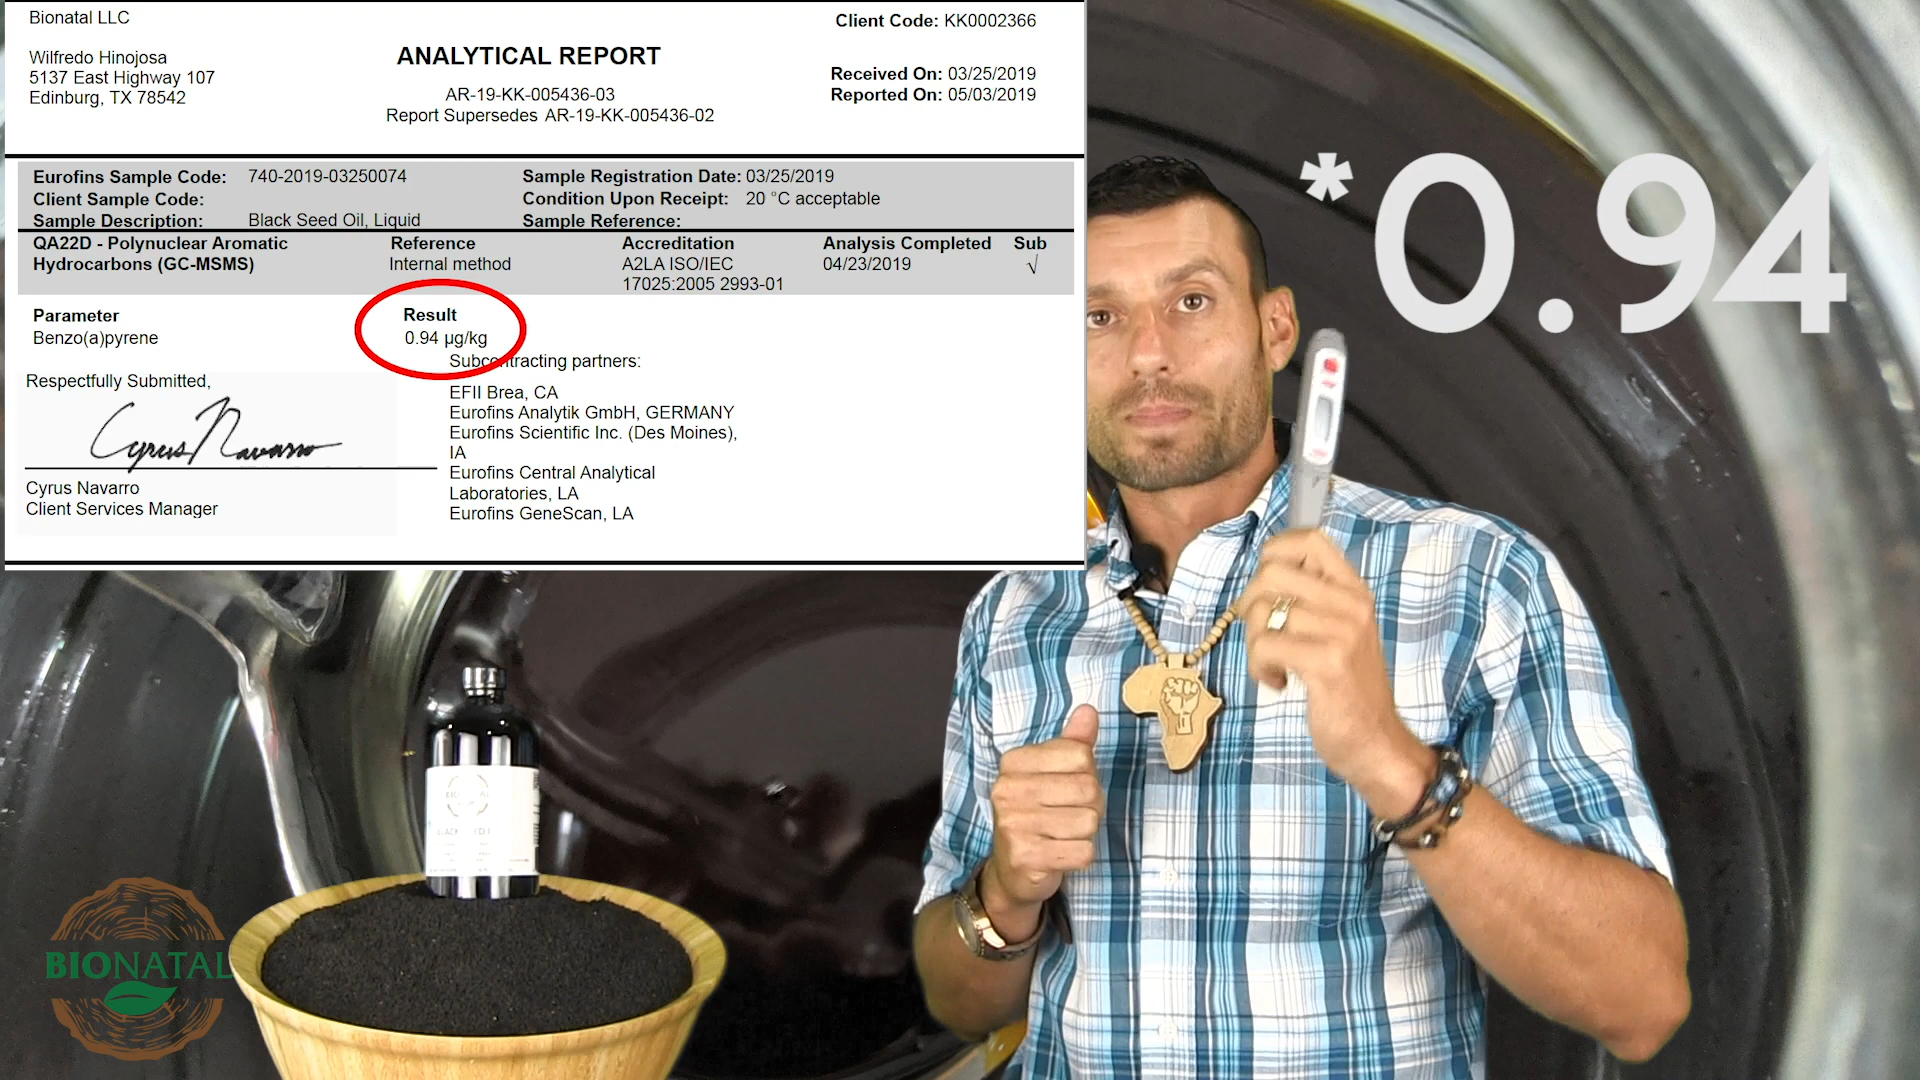 Bionatal LLC
Client Code: KK0002366
Wilfredo Hinojosa
5137 East Highway 107
Edinburg, TX 78542
ANALYTICAL REPORT
AR-19-KK-005436-03
Report Supersedes AR-19-KK-005436-02
Received On: 03/25/2019
Reported On: 05/03/2019
Eurofins Sample Code: 740-2019-03250074
Sample Registration Date: 03/25/2019
Client Sample Code:
Condition Upon Receipt: 20 °C acceptable
Sample Description: Black Seed Oil, Liquid
Sample Reference:
QA22D - Polynuclear Aromatic
Hydrocarbons (GC-MSMS)
Reference
Internal method
Accreditation
A2LA ISO/IEC
17025:2005 2993-01
Analysis Completed
04/23/2019
Sub
√
Parameter
Benzo(a)pyrene
Result
0.94 µg/kg
Subcontracting partners:
EFII Brea, CA
Eurofins Analytik GmbH, GERMANY
Eurofins Scientific Inc. (Des Moines),
IA
Eurofins Central Analytical
Laboratories, LA
Eurofins GeneScan, LA
Respectfully Submitted,
Cyrus Navarro
Cyrus Navarro
Client Services Manager
*0.94
BIONATAL